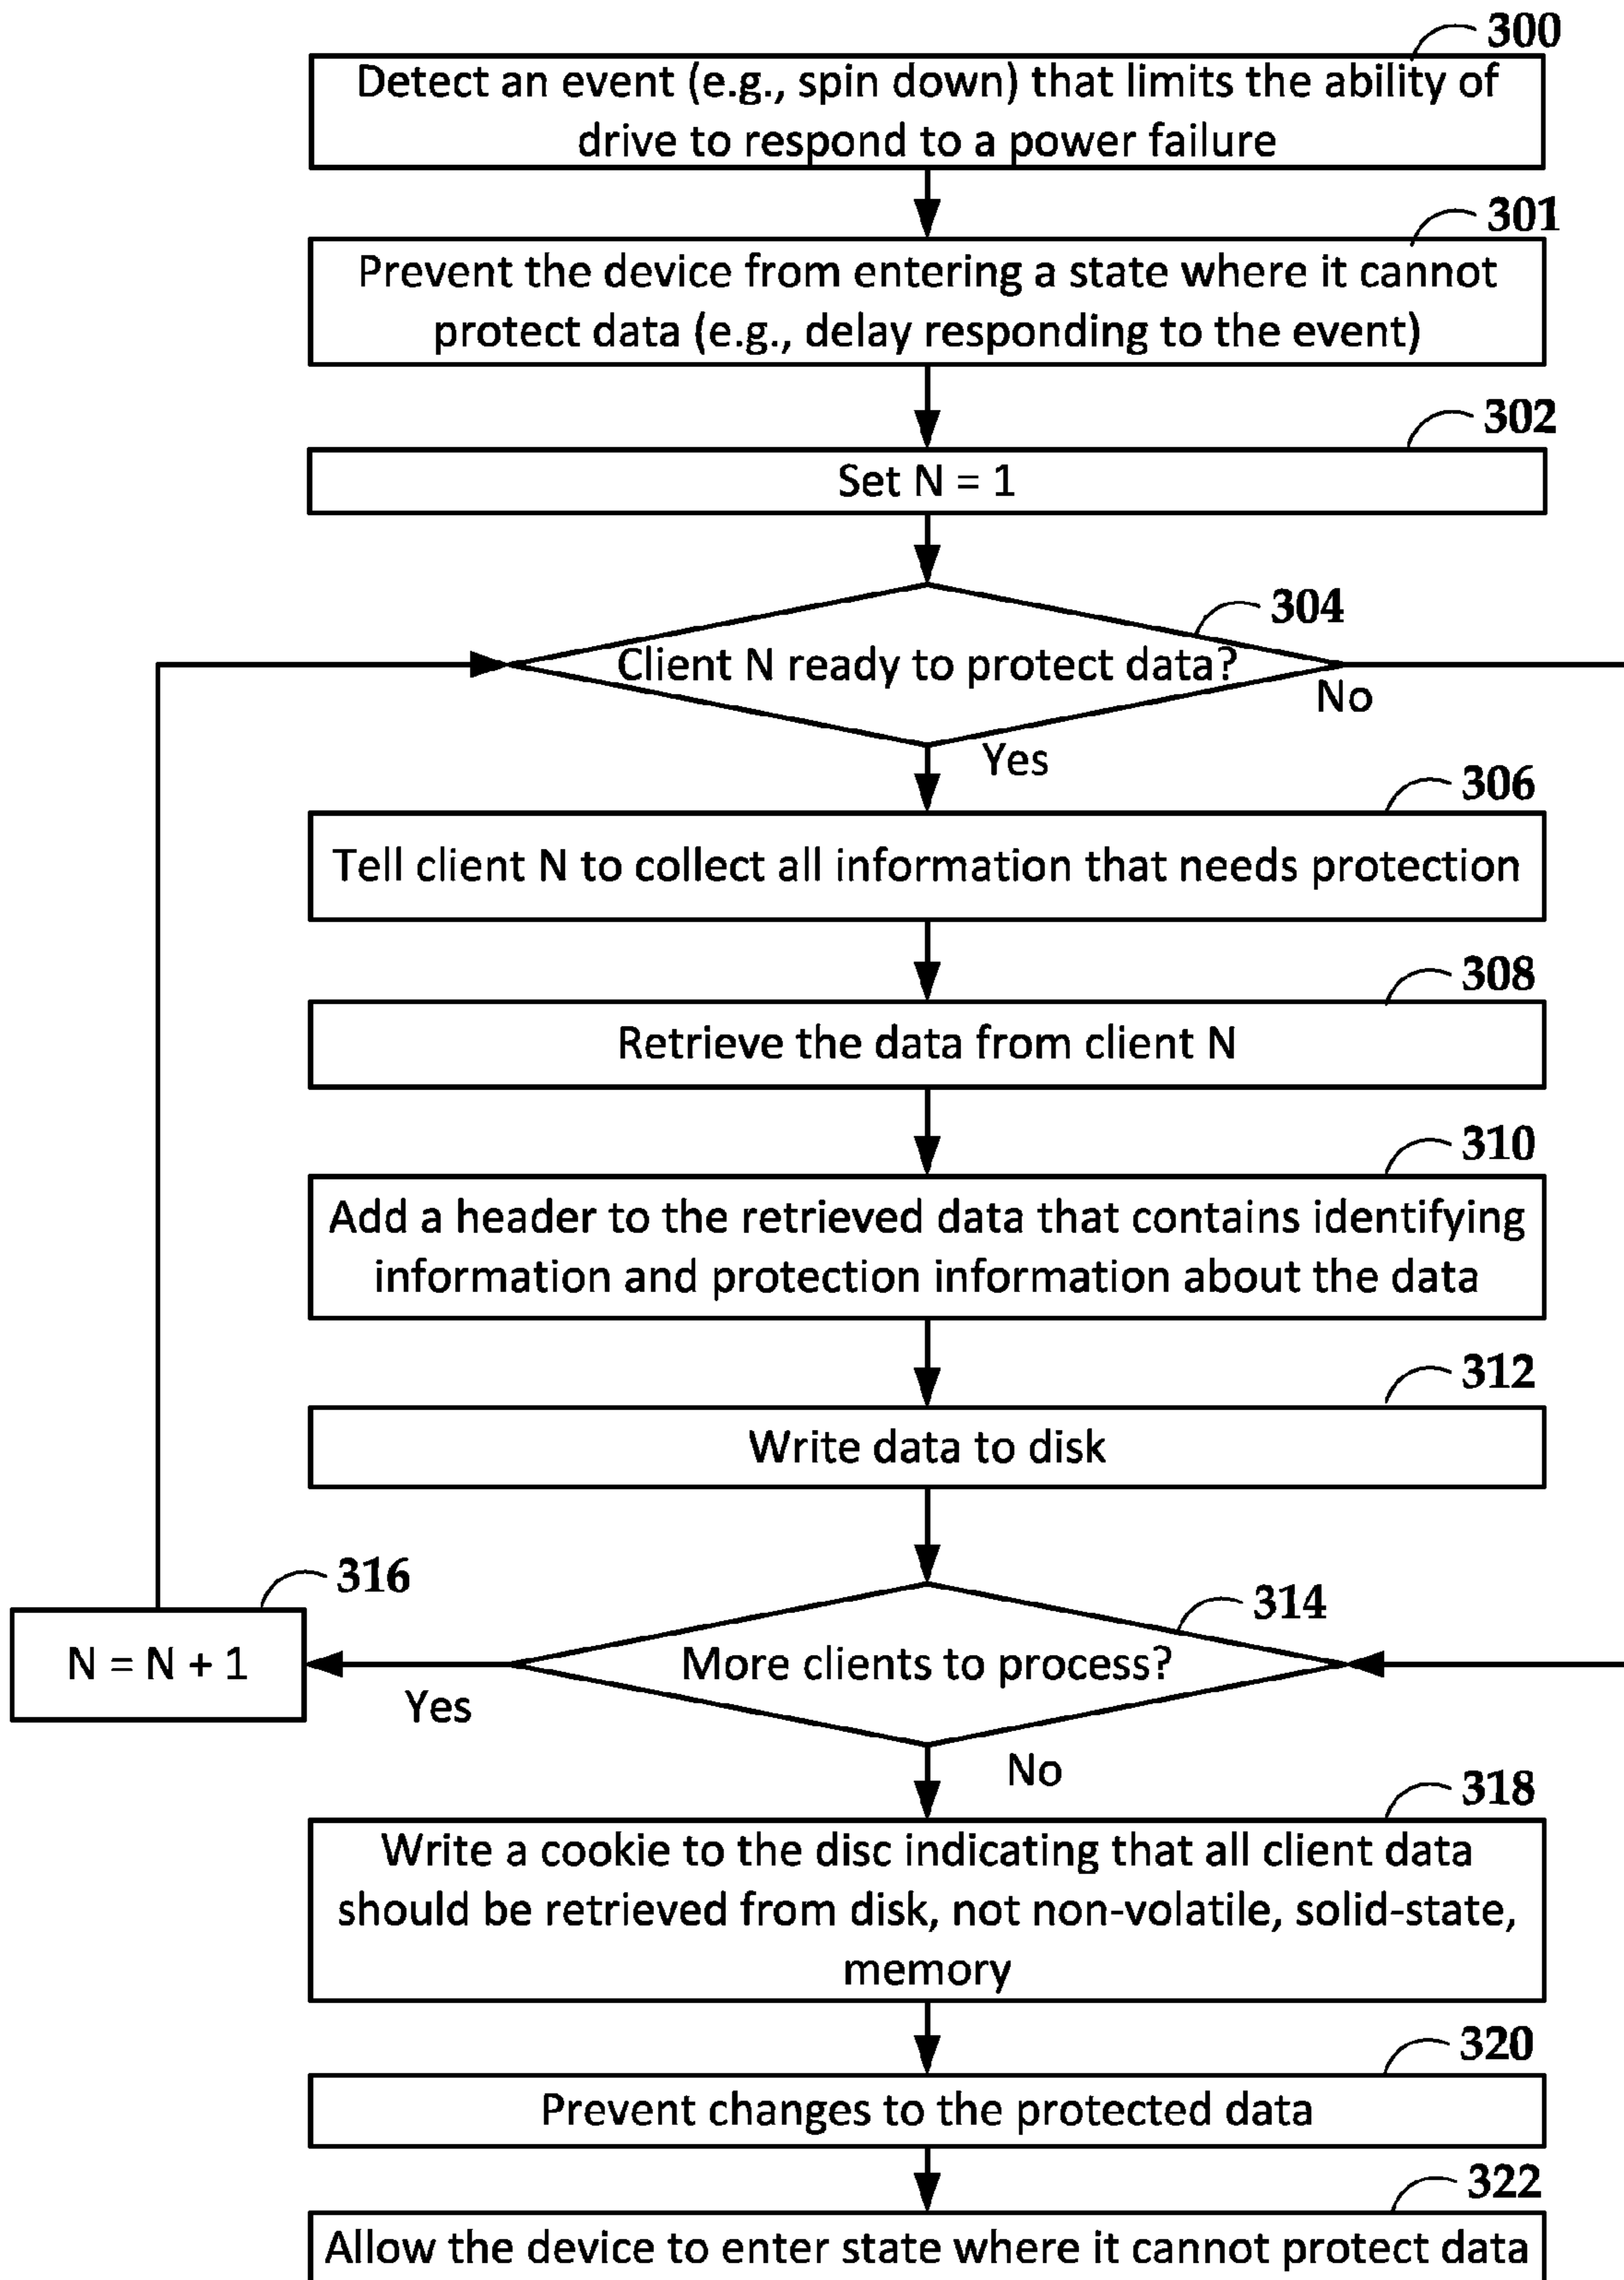 300
Detect an event (e.g., spin down) that limits the ability of
drive to respond to a power failure
301
Prevent the device from entering a state where it cannot
protect data (e.g., delay responding to the event)
302
Set N = 1
304
Client N ready to protect data?
No
Yes
306
Tell client N to collect all information that needs protection
308
Retrieve the data from client N
310
Add a header to the retrieved data that contains identifying
information and protection information about the data
312
Write data to disk
316
N = N + 1
314
More clients to process?
Yes
No
318
Write a cookie to the disc indicating that all client data
should be retrieved from disk, not non-volatile, solid-state,
memory
320
Prevent changes to the protected data
322
Allow the device to enter state where it cannot protect data